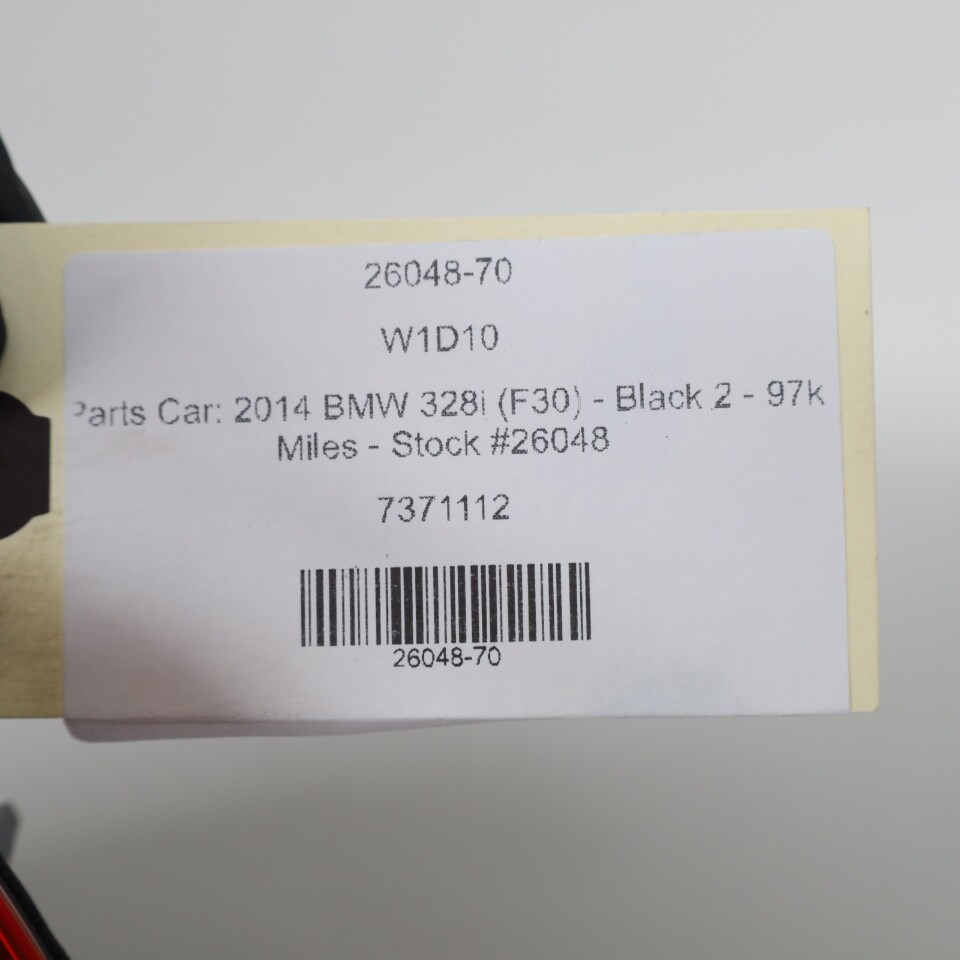 26048-70
W1D10
Parts Car: 2014 BMW 328i (F30) - Black 2 - 97k
Miles - Stock #26048
7371112
26048-70